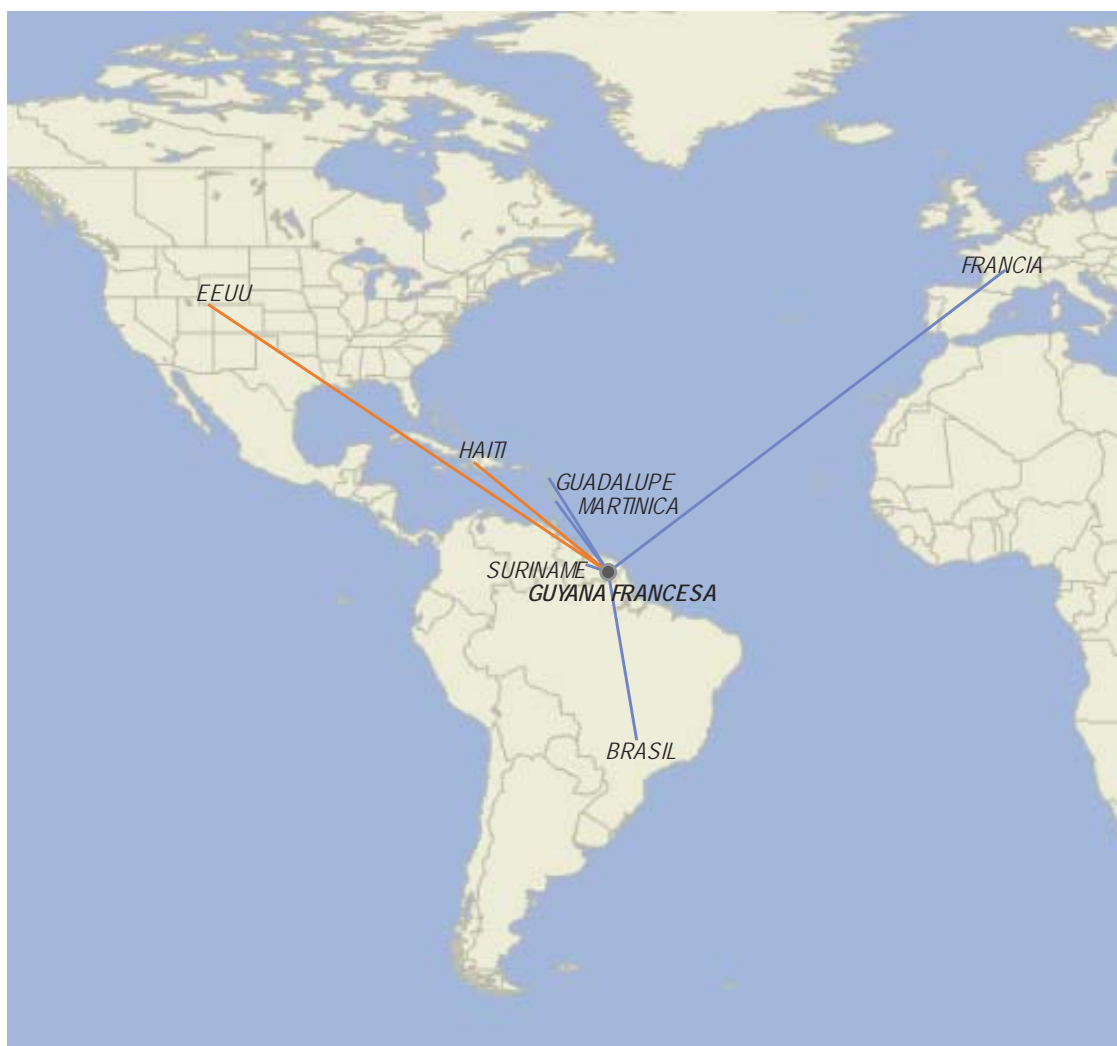 FRANCIA
EEUU
HAITI
GUADALUPE
MARTINICA
SURINAME
GUYANA FRANCESA
BRASIL